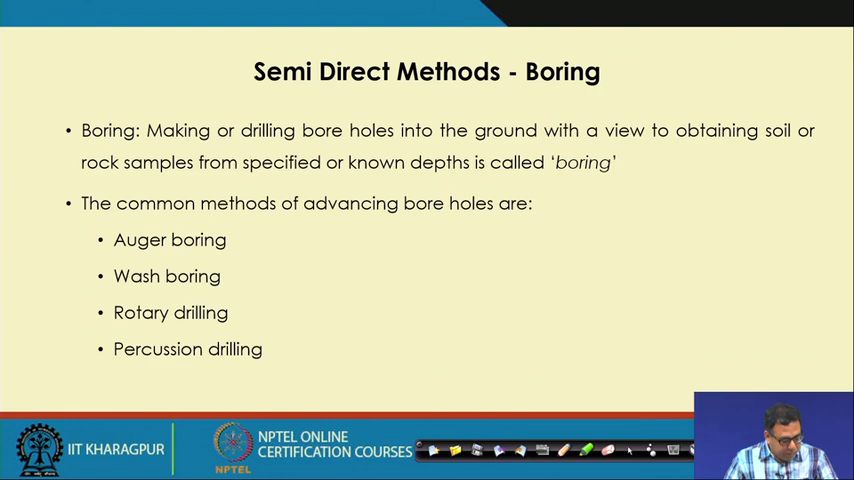 Semi Direct Methods - Boring
• Boring: Making or drilling bore holes into the ground with a view to obtaining soil or
rock samples from specified or known depths is called ‘boring’
• The common methods of advancing bore holes are:
• Auger boring
• Wash boring
• Rotary drilling
• Percussion drilling
IIT KHARAGPUR
NPTEL
NPTEL ONLINE
CERTIFICATION COURSES